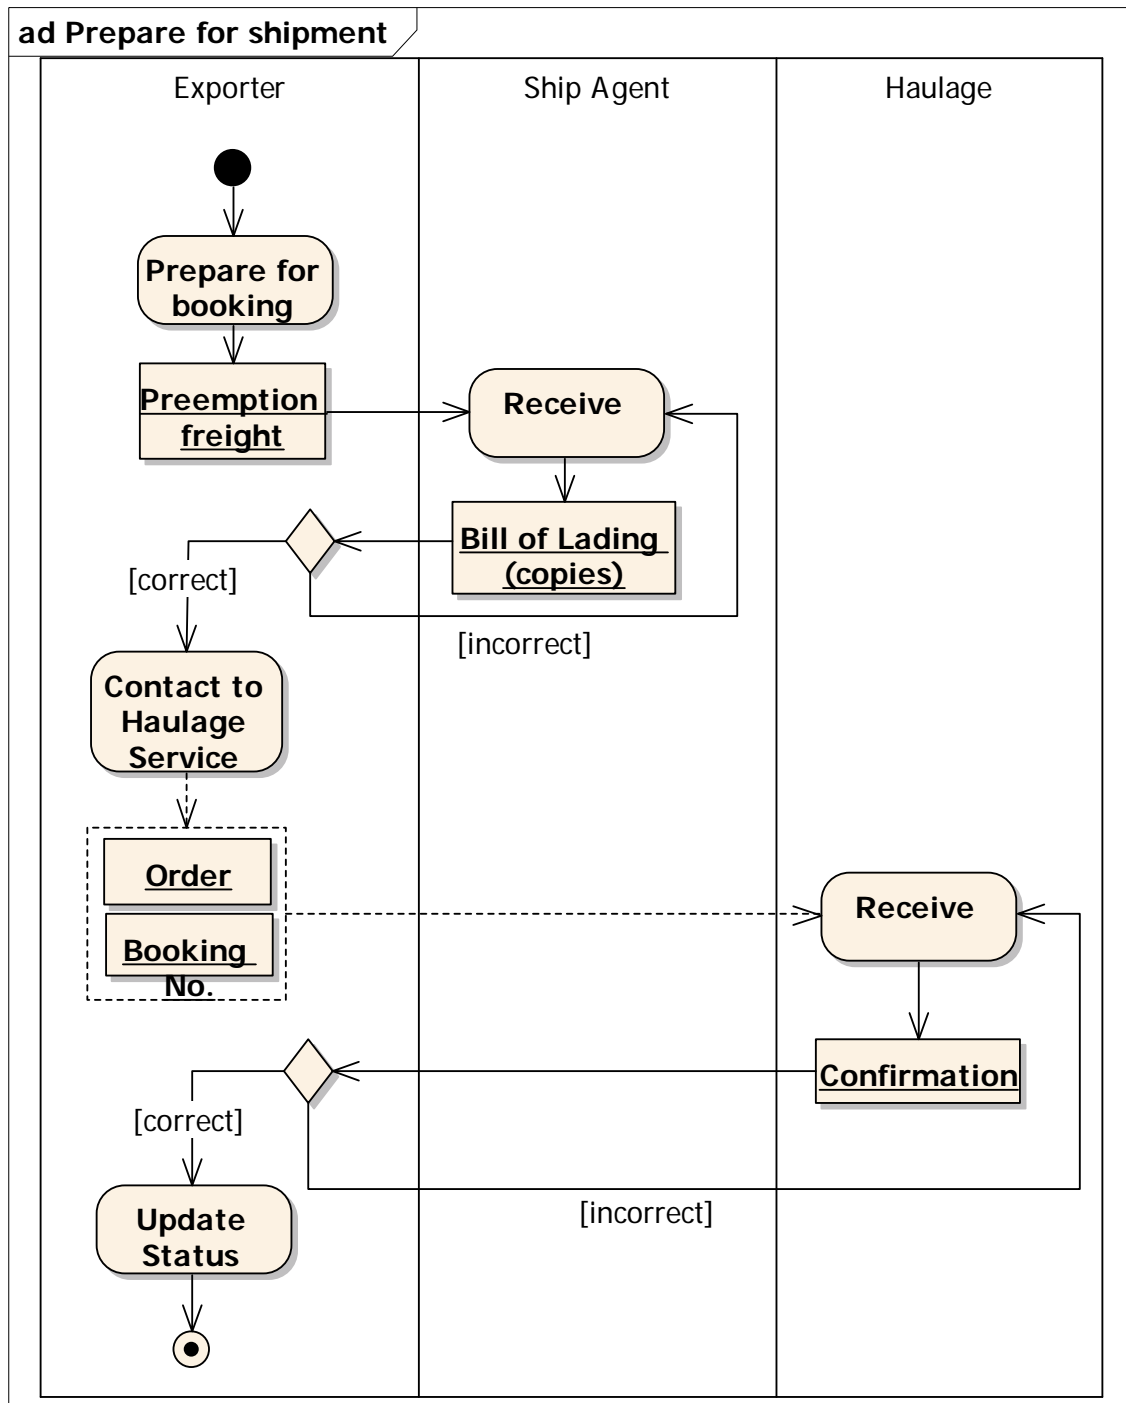 ad Prepare for shipment
Exporter
Ship Agent
Haulage
Prepare for
booking
Preemption
freight
Receive
Bill of Lading
(copies)
[correct]
[incorrect]
Contact to
Haulage
Service
Order
Booking
No.
Receive
Confirmation
[correct]
[incorrect]
Update
Status